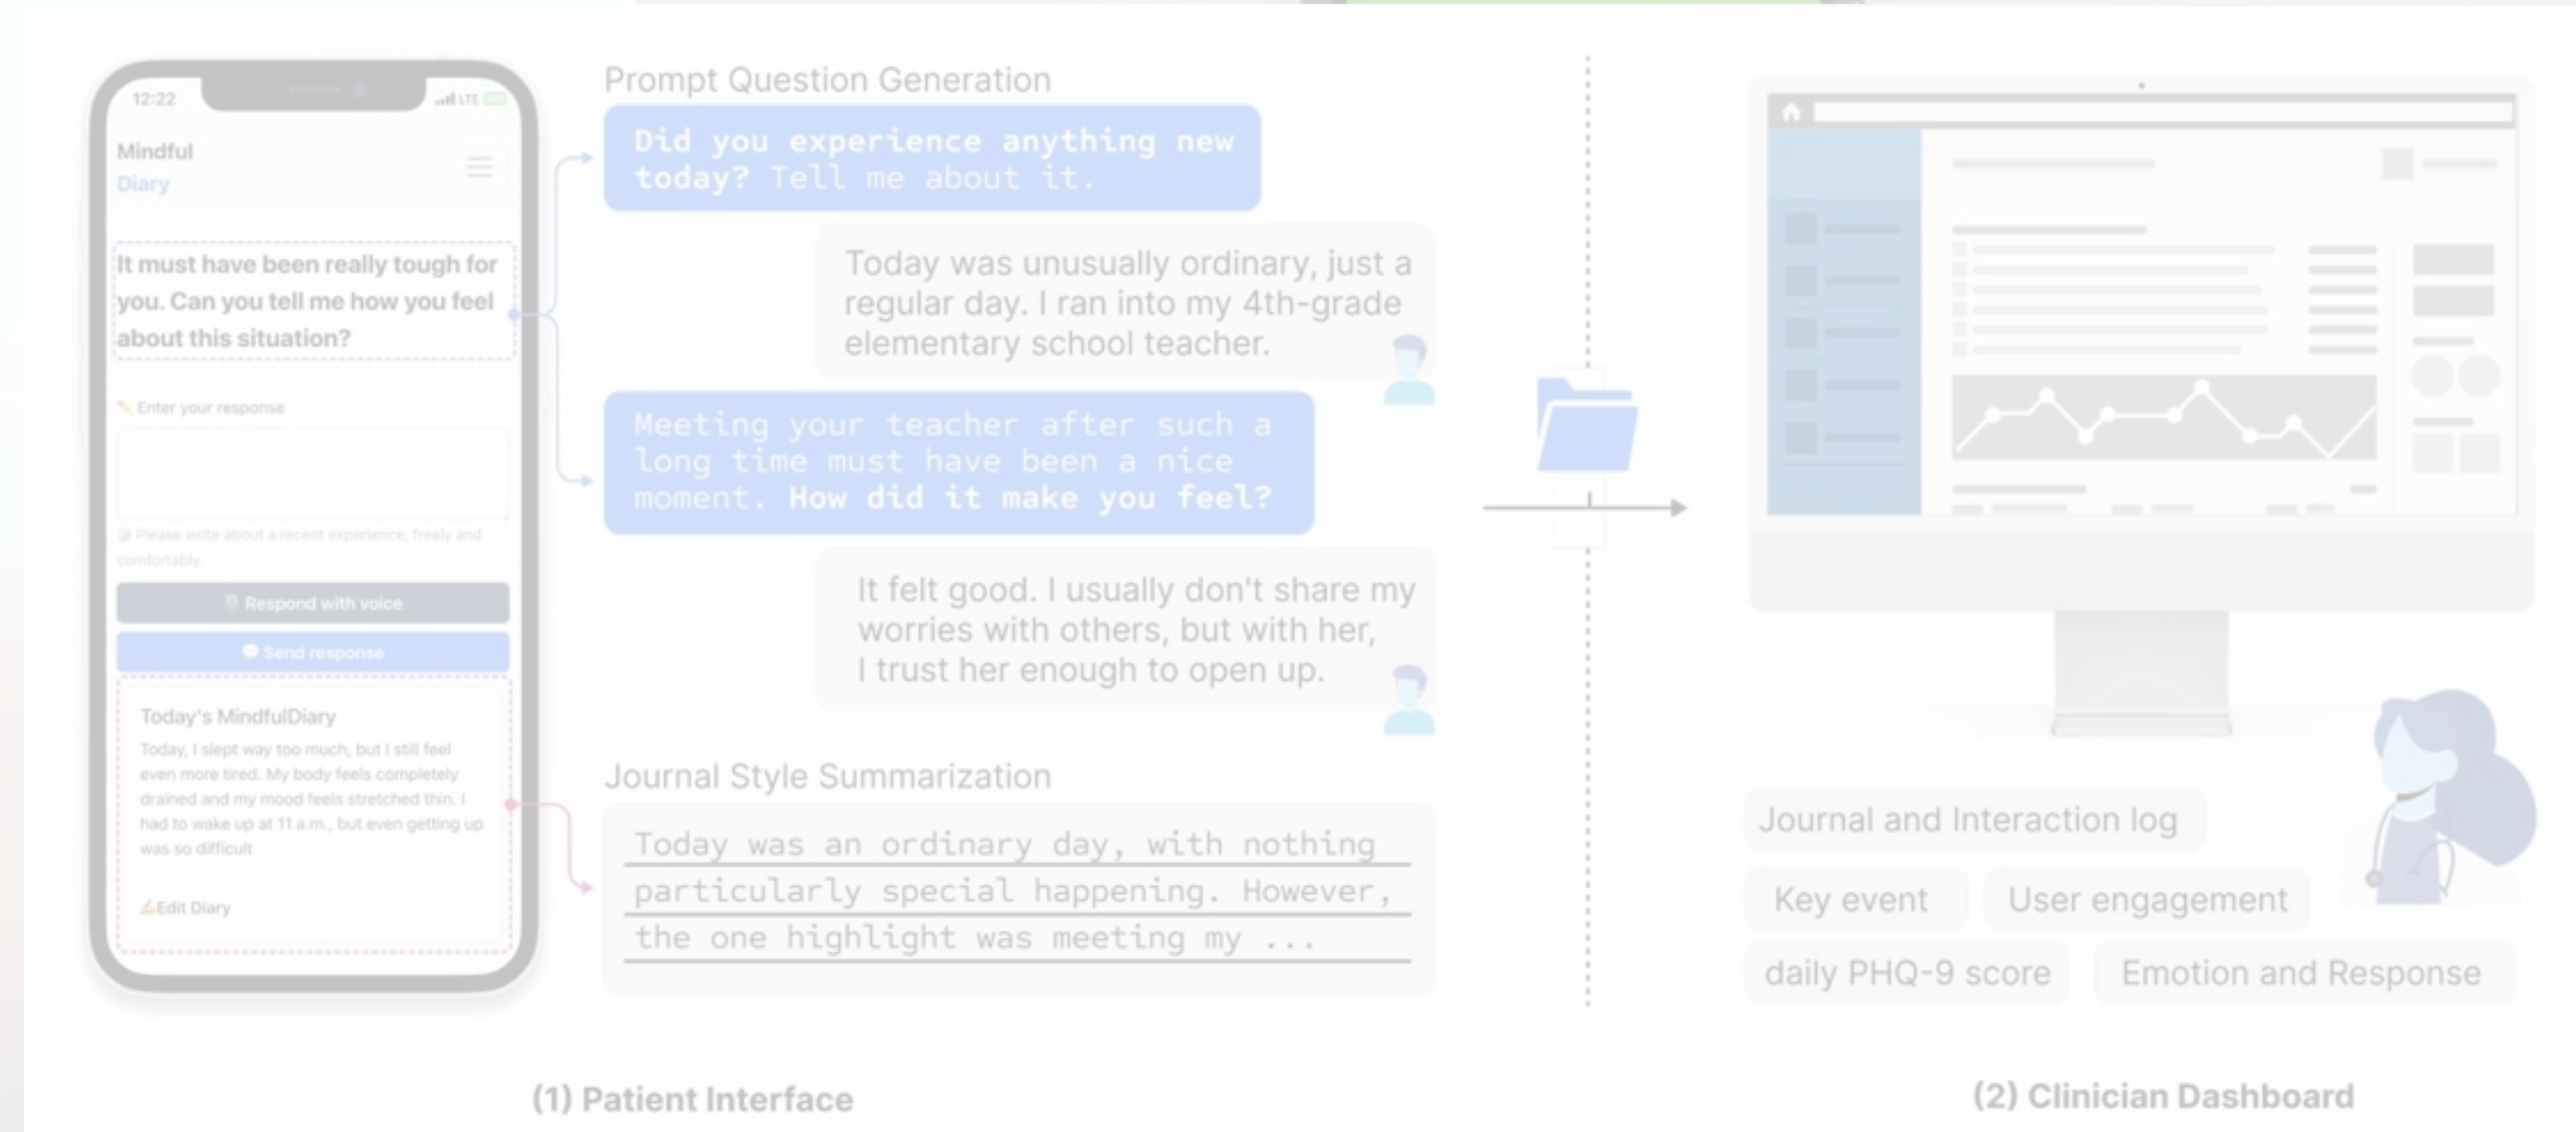 12:22
LTE
Mindful
Diary
It must have been really tough for
you. Can you tell me how you feel
about this situation?
Enter your response
Please write about a recent experience, freely and
comfortably.
Respond with voice
Send response
Today's MindfulDiary
Today, I slept way too much, but I still feel
even more tired. My body feels completely
drained and my mood feels stretched thin. I
had to wake up at 11 a.m., but even getting up
was so difficult
Edit Diary
Prompt Question Generation
Did you experience anything new
today? Tell me about it.
Today was unusually ordinary, just a
regular day. I ran into my 4th-grade
elementary school teacher.
Meeting your teacher after such a
long time must have been a nice
moment. How did it make you feel?
It felt good. I usually don't share my
worries with others, but with her,
I trust her enough to open up.
Journal Style Summarization
Today was an ordinary day, with nothing
particularly special happening. However,
the one highlight was meeting my ...
(1) Patient Interface
Journal and Interaction log
Key event
User engagement
daily PHQ-9 score
Emotion and Response
(2) Clinician Dashboard